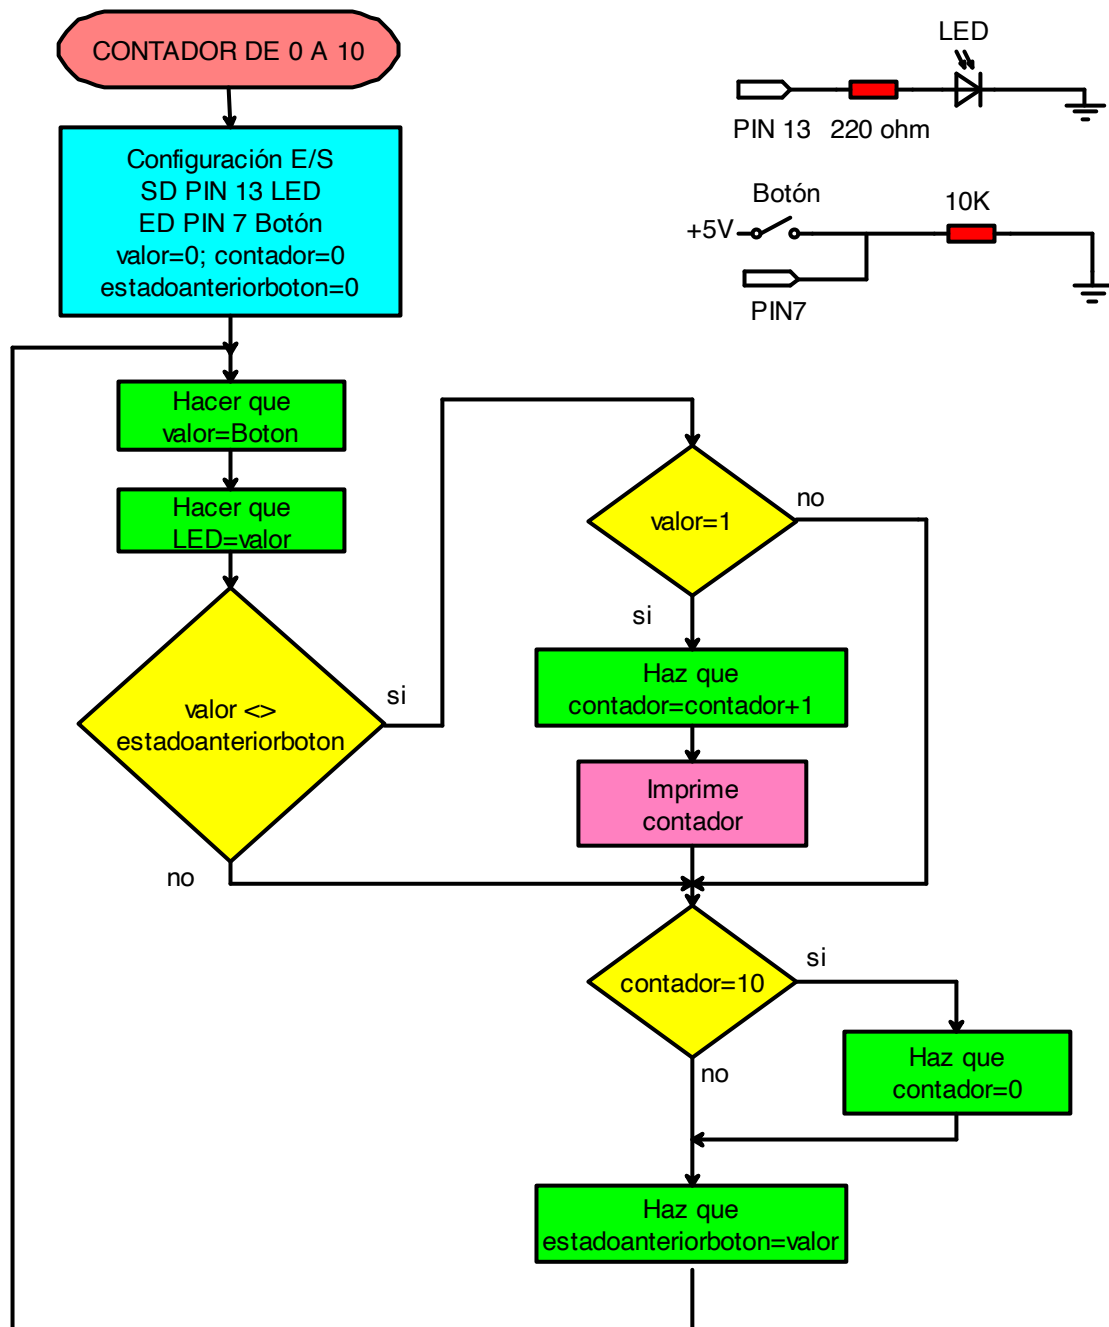 CONTADOR DE 0 A 10
LED
PIN 13
220 ohm
Configuración E/S
SD PIN 13 LED
ED PIN 7 Botón
valor=0; contador=0
estadoanteriorboton=0
Botón
10K
+5V
PIN7
Hacer que
valor=Boton
Hacer que
LED=valor
valor=1
no
si
valor <>
estadoanteriorboton
si
no
Haz que
contador=contador+1
Imprime
contador
contador=10
si
no
Haz que
contador=0
Haz que
estadoanteriorboton=valor